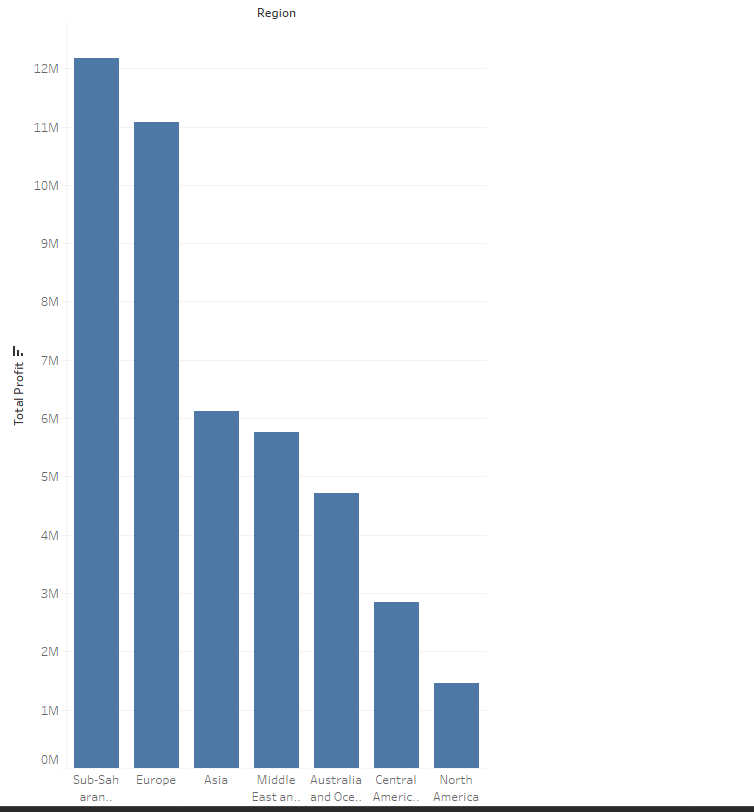 Region
12M
11M
10M
9M
8M
7M
6M
5M
4M
3M
2M
1M
0M
Total Profit
Sub-Sah
aran..
Europe
Asia
Middle
East an..
Australia
and Oce..
Central
Americ..
North
America